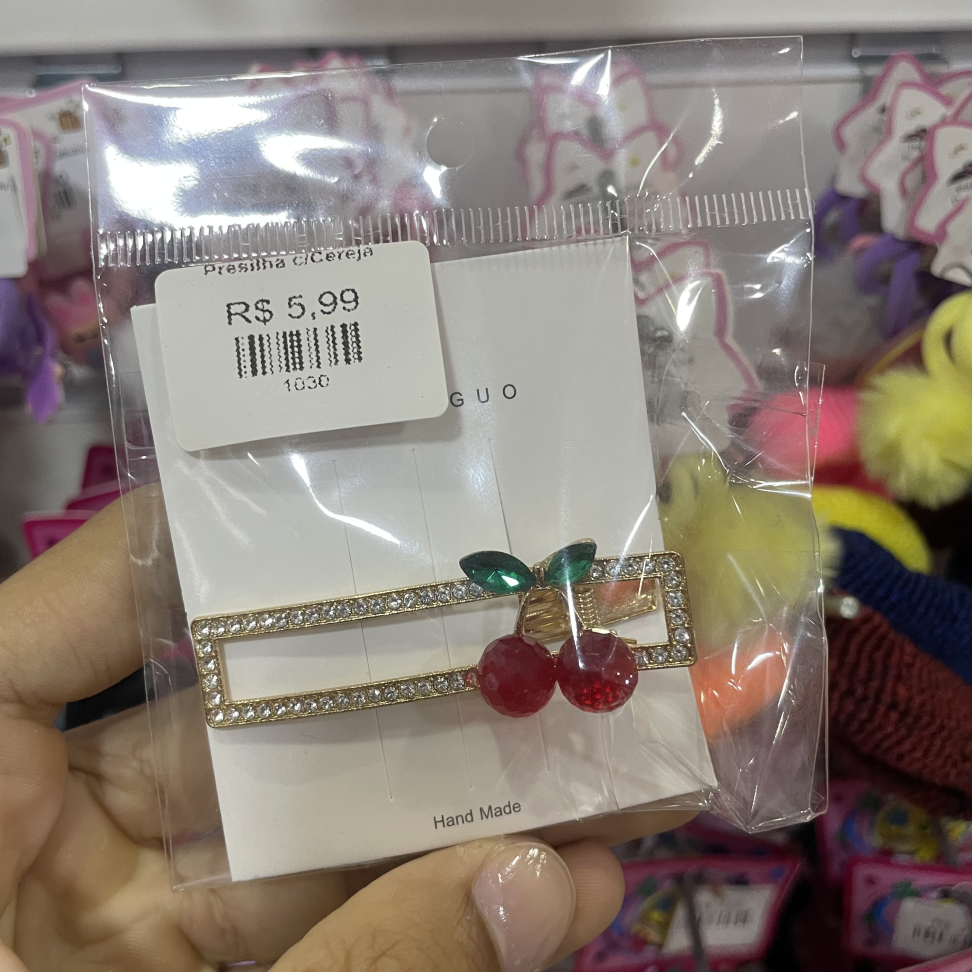 Presilha c/Cereja
R$ 5,99
1030
GUO
Hand Made